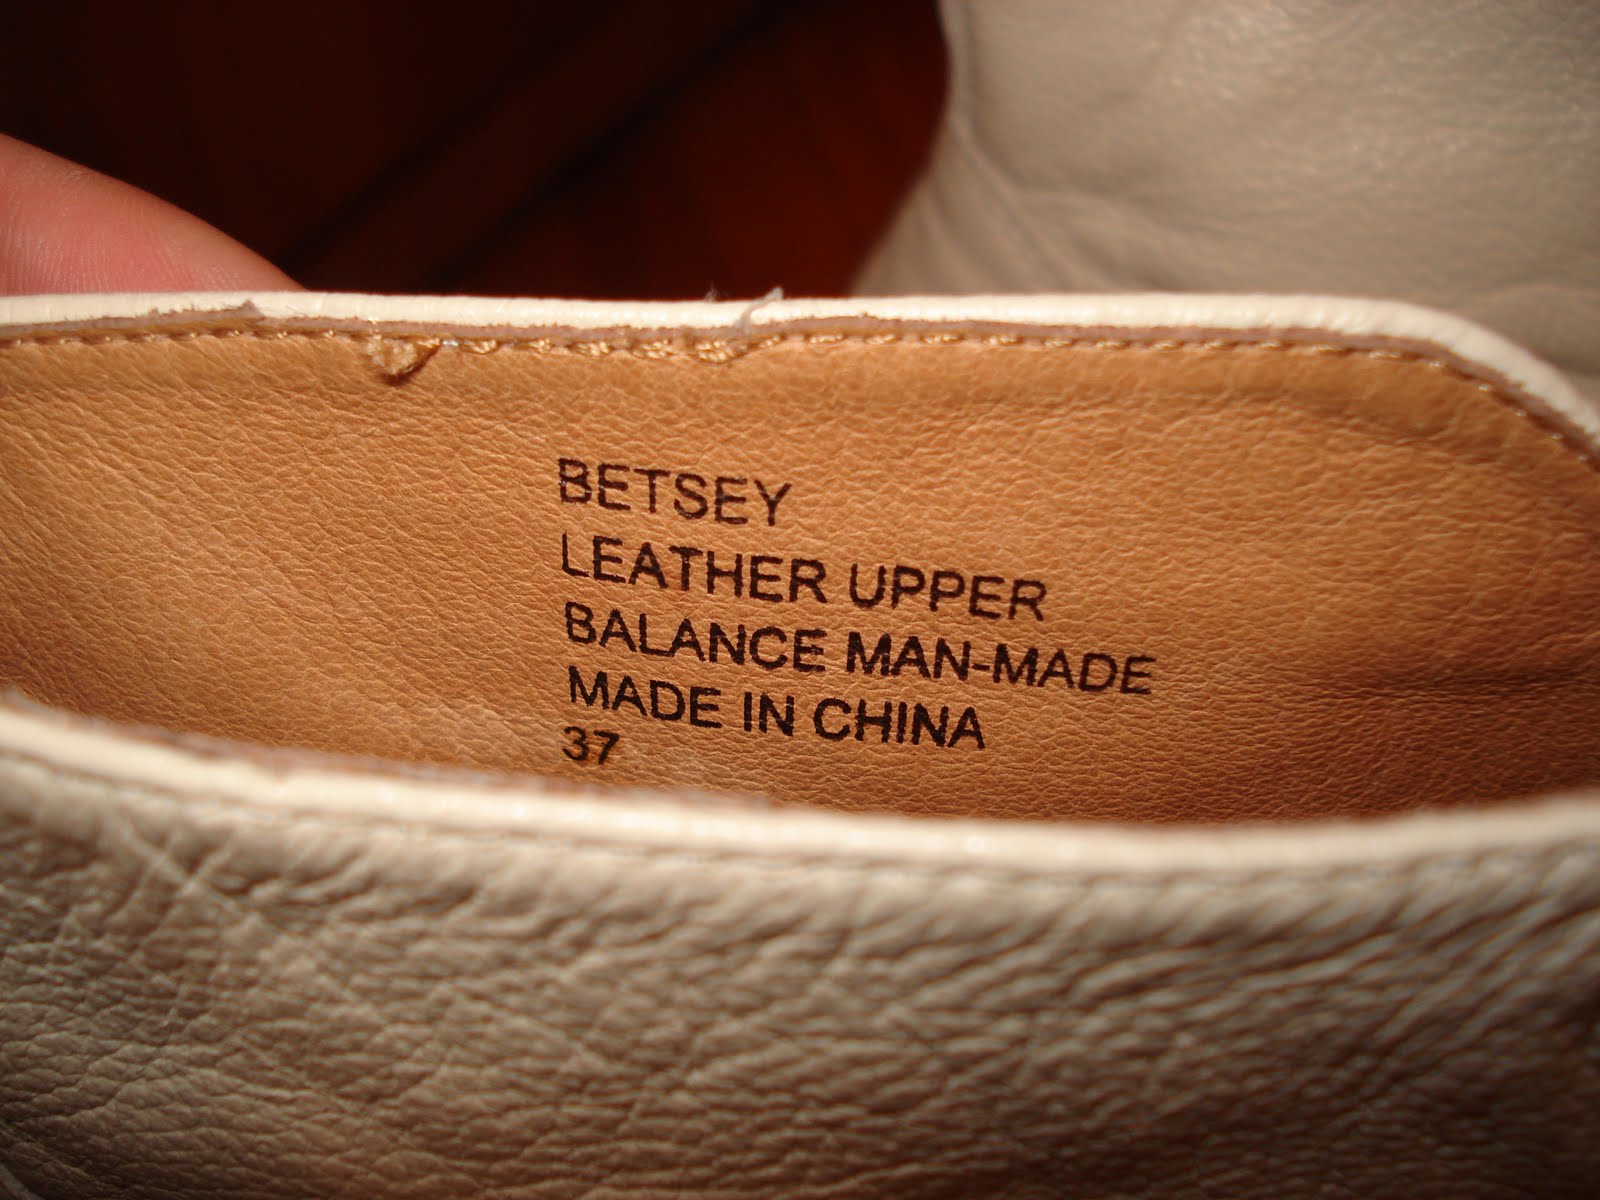 BETSEY
LEATHER UPPER
BALANCE MAN-MADE
MADE IN CHINA
37